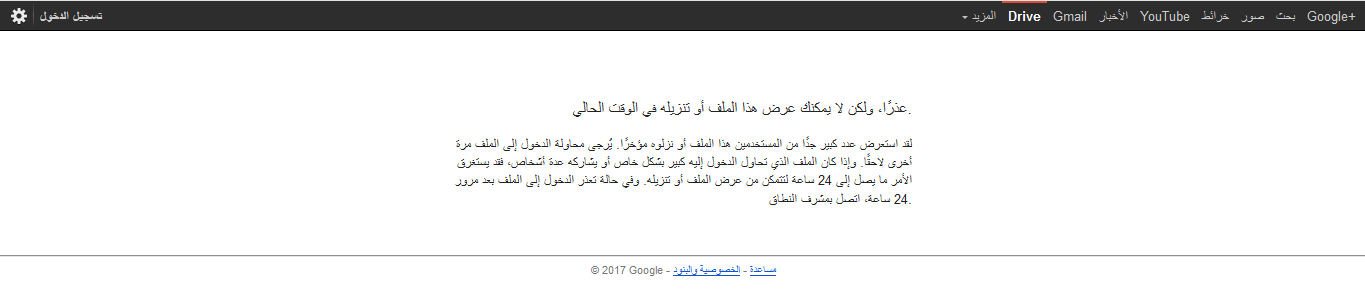 Google+ بحث صور خرائط YouTube الأخبار Gmail Drive المزيد
تسجيل الدخول
عذرًا، ولكن لا يمكنك عرض هذا الملف أو تنزيله في الوقت الحالي.
لقد استعرض عدد كبير جدًا من المستخدمين هذا الملف أو نزلوه مؤخرًا. يُرجى محاولة الدخول إلى الملف مرة
أخرى لاحقًا. وإذا كان الملف الذي تحاول الدخول إليه كبير بشكل خاص أو يشاركه عدة أشخاص، فقد يستغرق
الأمر ما يصل إلى 24 ساعة لتتمكن من عرض الملف أو تنزيله. وفي حالة تعذر الدخول إلى الملف بعد مرور
24 ساعة، اتصل بمشرف النطاق.
© 2017 Google - الخصوصية والبنود - مساعدة